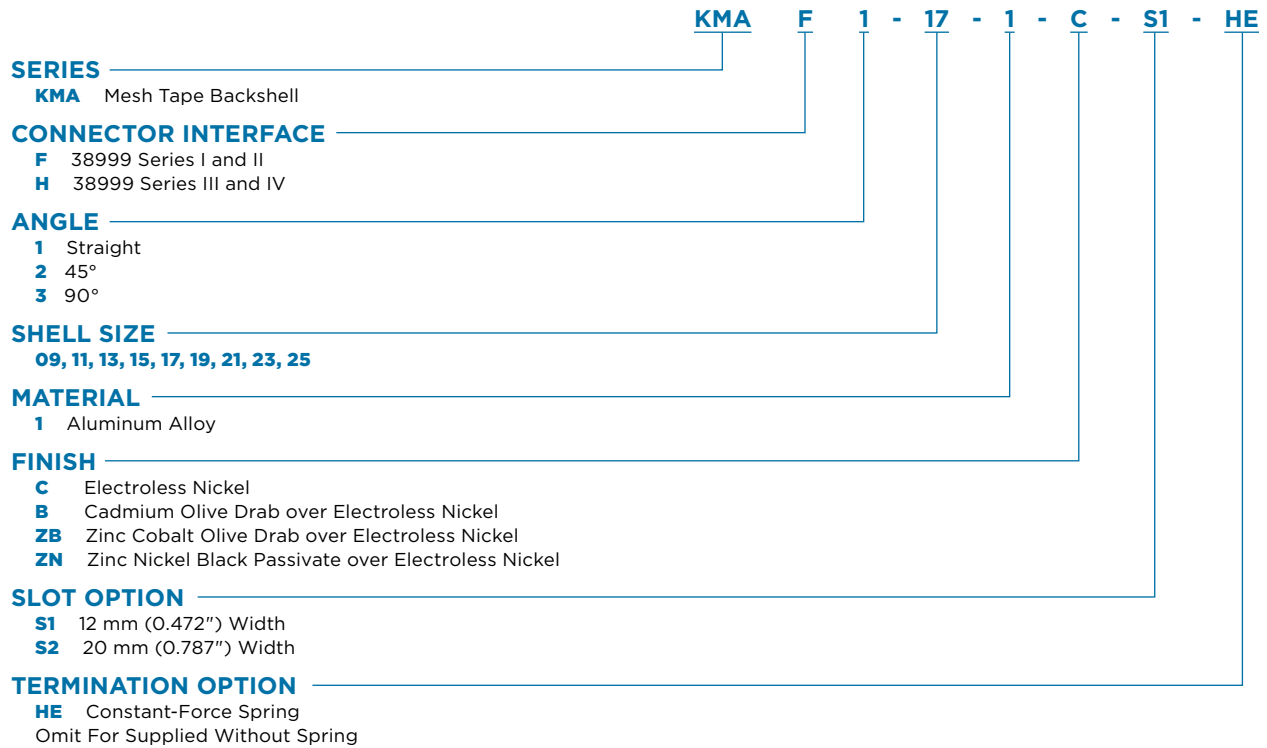 KMA F 1 - 17 - 1 - C - S1 - HE
SERIES
KMA Mesh Tape Backshell
CONNECTOR INTERFACE
F 38999 Series I and II
H 38999 Series III and IV
ANGLE
1 Straight
2 45°
3 90°
SHELL SIZE
09, 11, 13, 15, 17, 19, 21, 23, 25
MATERIAL
1 Aluminum Alloy
FINISH
C Electroless Nickel
B Cadmium Olive Drab over Electroless Nickel
ZB Zinc Cobalt Olive Drab over Electroless Nickel
ZN Zinc Nickel Black Passivate over Electroless Nickel
SLOT OPTION
S1 12 mm (0.472") Width
S2 20 mm (0.787") Width
TERMINATION OPTION
HE Constant-Force Spring
Omit For Supplied Without Spring